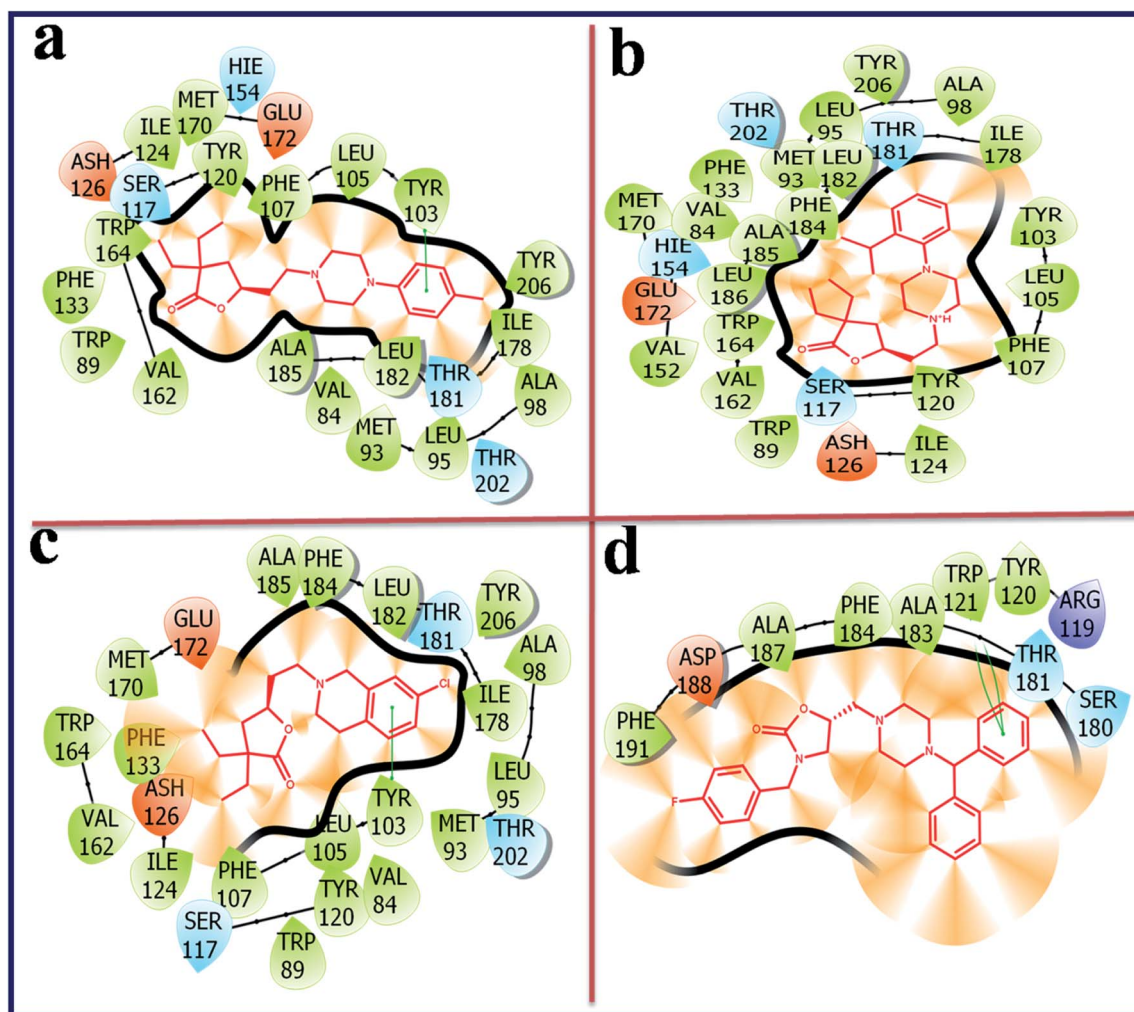 a
HIE
154
MET
170
GLU
172
ILE
124
ASH
126
TYR
120
SER
117
PHE
107
LEU
105
TYR
103
TRP
164
TYR
206
PHE
133
ILE
178
TRP
89
VAL
162
ALA
185
LEU
182
THR
181
VAL
84
ALA
98
MET
93
LEU
95
THR
202
N
N
O
O
b
TYR
206
ALA
98
THR
202
LEU
95
THR
181
ILE
178
PHE
133
MET
93
LEU
182
MET
170
VAL
84
PHE
184
TYR
103
HIE
154
ALA
185
LEU
105
GLU
172
LEU
186
TRP
164
PHE
107
VAL
152
VAL
162
SER
117
TYR
120
TRP
89
ASH
126
ILE
124
N
N+H
O
O
c
ALA
185
PHE
184
LEU
182
THR
181
TYR
206
GLU
172
ALA
98
MET
170
ILE
178
TRP
164
PHE
133
LEU
95
ASH
126
TYR
103
MET
93
THR
202
VAL
162
LEU
105
ILE
124
PHE
107
TYR
120
VAL
84
SER
117
TRP
89
N
Cl
O
O
d
TRP
121
TYR
120
ARG
119
ALA
187
PHE
184
ALA
183
ASP
188
THR
181
SER
180
PHE
191
O
O
N
N
N
F